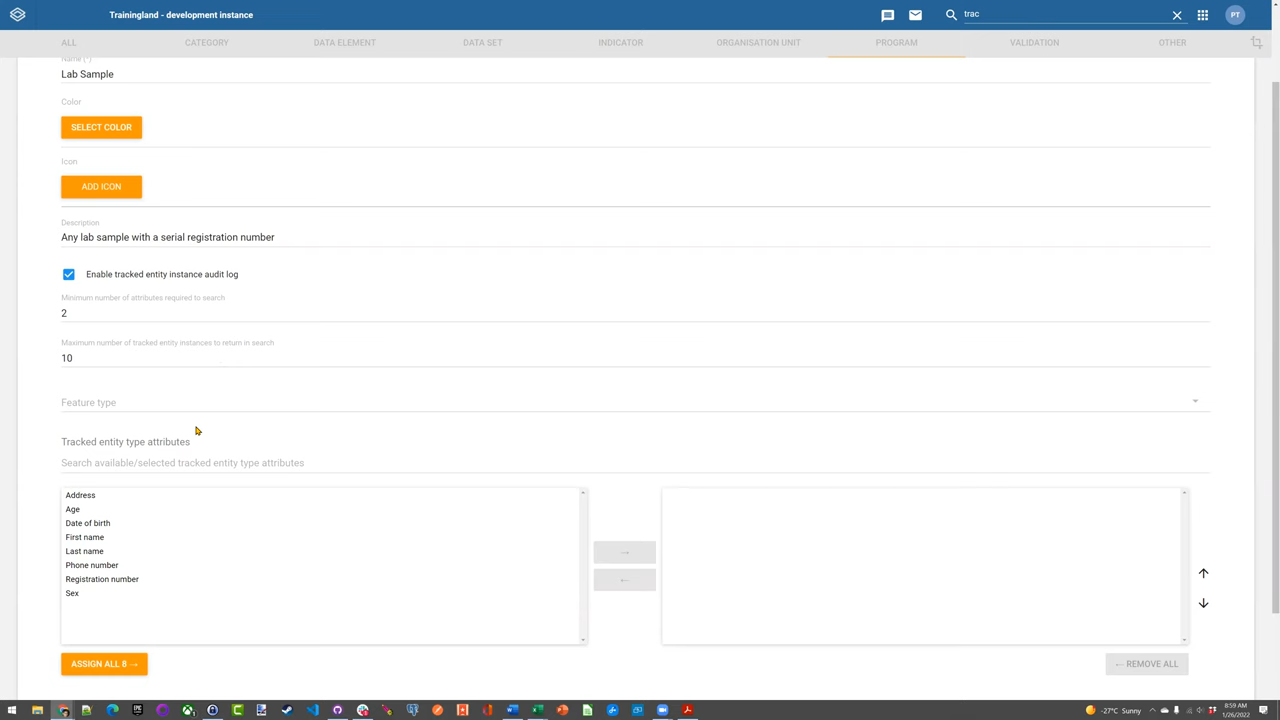 Trainingland - development instance
trac
PT
ALL
CATEGORY
DATA ELEMENT
DATA SET
INDICATOR
ORGANISATION UNIT
PROGRAM
VALIDATION
OTHER
Name (*)
Lab Sample
Color
SELECT COLOR
Icon
ADD ICON
Description
Any lab sample with a serial registration number
Enable tracked entity instance audit log
Minimum number of attributes required to search
2
Maximum number of tracked entity instances to return in search
10
Feature type
Tracked entity type attributes
Search available/selected tracked entity type attributes
Address
Age
Date of birth
First name
Last name
Phone number
Registration number
Sex
→
←
ASSIGN ALL 8 →
← REMOVE ALL
-27°C Sunny
8:59 AM
1/26/2022